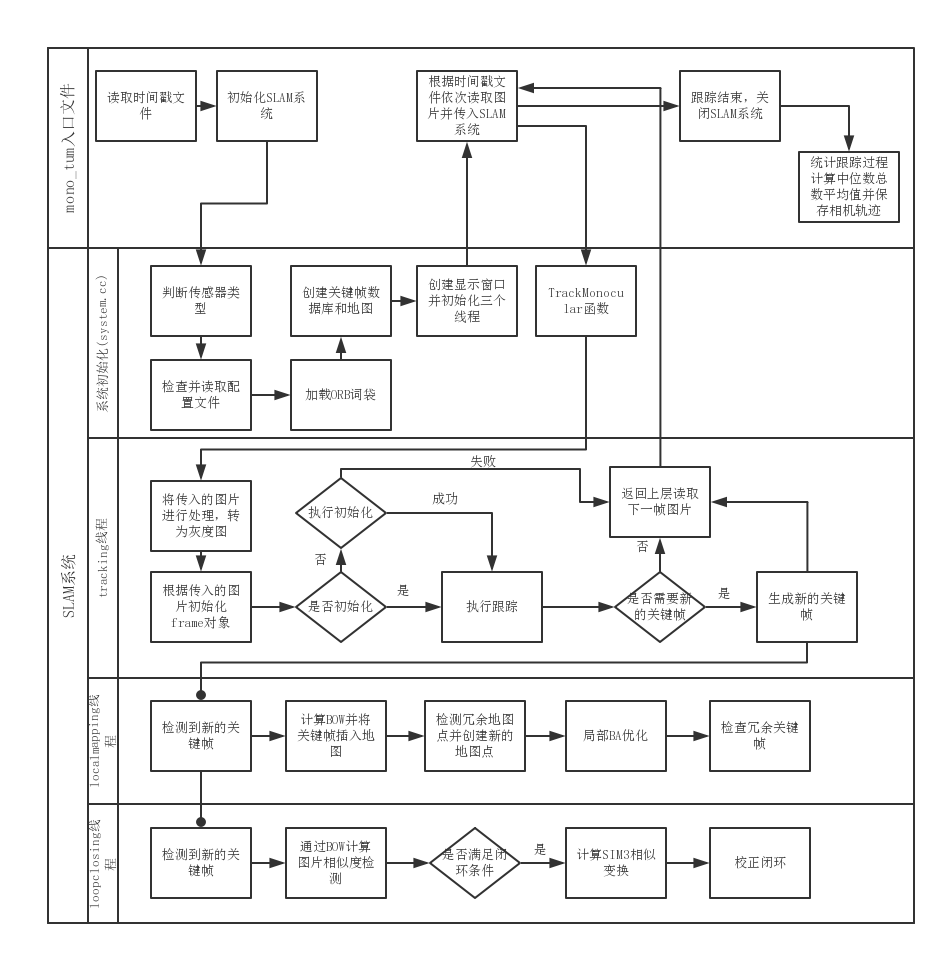 mono_tum入口文件
读取时间戳文
件
初始化SLAM系
统
根据时间戳文
件依次读取图
片并传入SLAM
系统
跟踪结束，关
闭SLAM系统
统计跟踪过程
计算中位数总
数平均值并保
存相机轨迹
SLAM系统
系统初始化(system.cc)
判断传感器类
型
创建关键帧数
据库和地图
创建显示窗口
并初始化三个
线程
TrackMonocu
lar函数
检查并读取配
置文件
加载ORB词袋
tracking线程
将传入的图片
进行处理，转
为灰度图
执行初始化
失败
成功
返回上层读取
下一帧图片
否
否
根据传入的图
片初始化
frame对象
是否初始化
是
执行跟踪
是否需要新
的关键帧
是
生成新的关键
帧
localmapping线
程
检测到新的关
键帧
计算BOW并将
关键帧插入地
图
检测冗余地图
点并创建新的
地图点
局部BA优化
检查冗余关键
帧
loopclosing线
程
检测到新的关
键帧
通过BOW计算
图片相似度检
测
是否满足闭
环条件
是
计算SIM3相似
变换
校正闭环